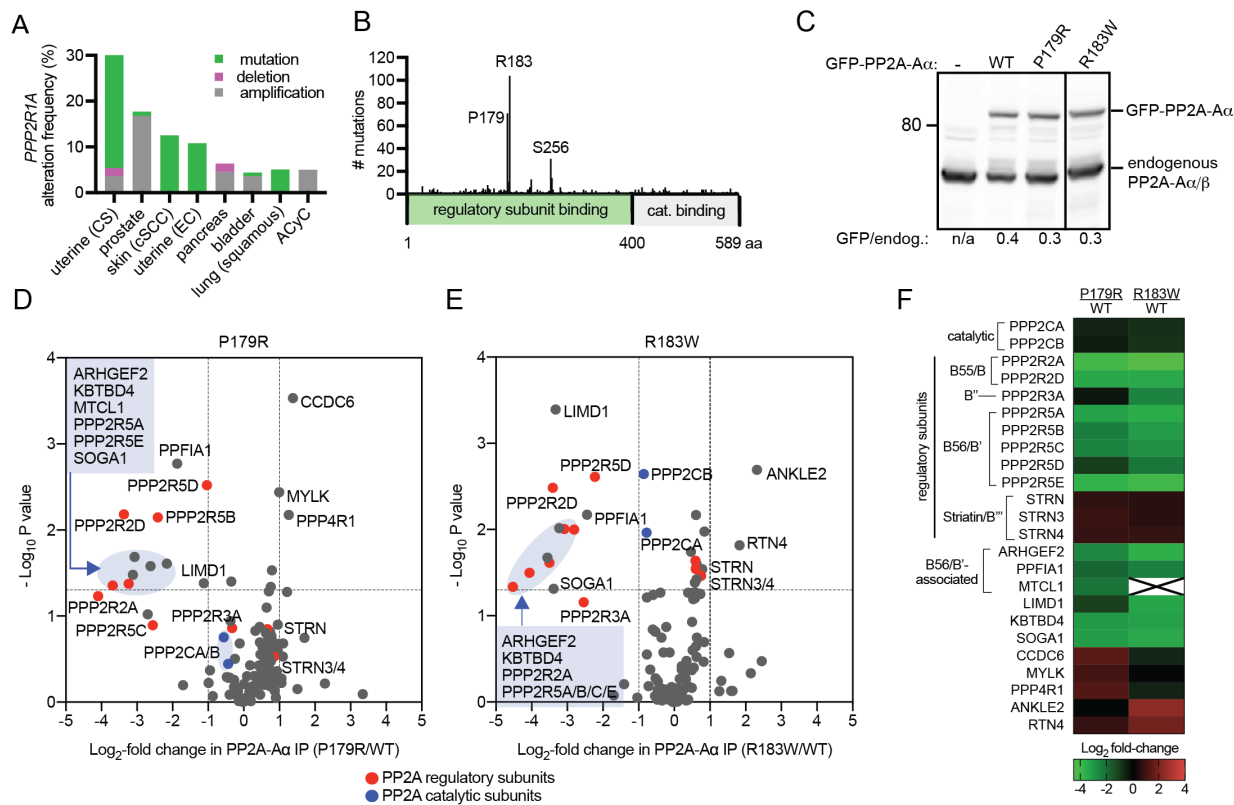 A
PPP2R1A
alteration frequency (%)
30
20
10
0
mutation
deletion
amplification
uterine (CS)
prostate
skin (cSCC)
uterine (EC)
pancreas
bladder
lung (squamous)
ACyC
B
# mutations
120
100
80
60
40
20
0
R183
P179
S256
regulatory subunit binding
cat. binding
1
400
589 aa
C
GFP-PP2A-Aα:
-
WT
P179R
R183W
80
GFP-PP2A-Aα
endogenous
PP2A-Aα/β
GFP/endog.:
n/a
0.4
0.3
0.3
D
P179R
- Log10 P value
4
3
2
1
0
ARHGEF2
KBTBD4
MTCL1
PPP2R5A
PPP2R5E
SOGA1
CCDC6
PPFIA1
PPP2R5D
MYLK
PPP4R1
PPP2R2D
PPP2R5B
LIMD1
PPP2R2A
PPP2R3A
PPP2R5C
STRN
PPP2CA/B
STRN3/4
-5 -4 -3 -2 -1 0 1 2 3 4 5
Log2-fold change in PP2A-Aα IP (P179R/WT)
E
R183W
- Log10 P value
4
3
2
1
0
LIMD1
PPP2R5D
PPP2CB
ANKLE2
PPP2R2D
PPFIA1
PPP2CA
RTN4
STRN
STRN3/4
SOGA1
PPP2R3A
ARHGEF2
KBTBD4
PPP2R2A
PPP2R5A/B/C/E
-5 -4 -3 -2 -1 0 1 2 3 4 5
Log2-fold change in PP2A-Aα IP (R183W/WT)
PP2A regulatory subunits
PP2A catalytic subunits
F
P179R
WT
R183W
WT
catalytic
regulatory subunits
B55/B
B''
B56/B'
Striatin/B'''
B56/B'-
associated
PPP2CA
PPP2CB
PPP2R2A
PPP2R2D
PPP2R3A
PPP2R5A
PPP2R5B
PPP2R5C
PPP2R5D
PPP2R5E
STRN
STRN3
STRN4
ARHGEF2
PPFIA1
MTCL1
LIMD1
KBTBD4
SOGA1
CCDC6
MYLK
PPP4R1
ANKLE2
RTN4
Log2 fold-change
-4 -2 0 2 4